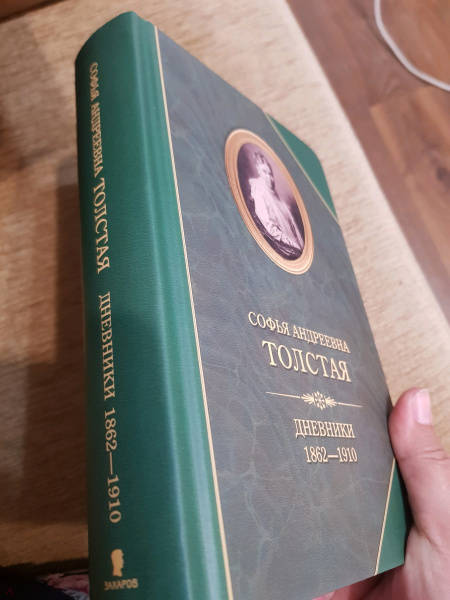 СОФЬЯ АНДРЕЕВНА ТОЛСТАЯ ДНЕВНИКИ 1862—1910
ЗАХАРОВ
СОФЬЯ АНДРЕЕВНА
ТОЛСТАЯ
ДНЕВНИКИ
1862—1910